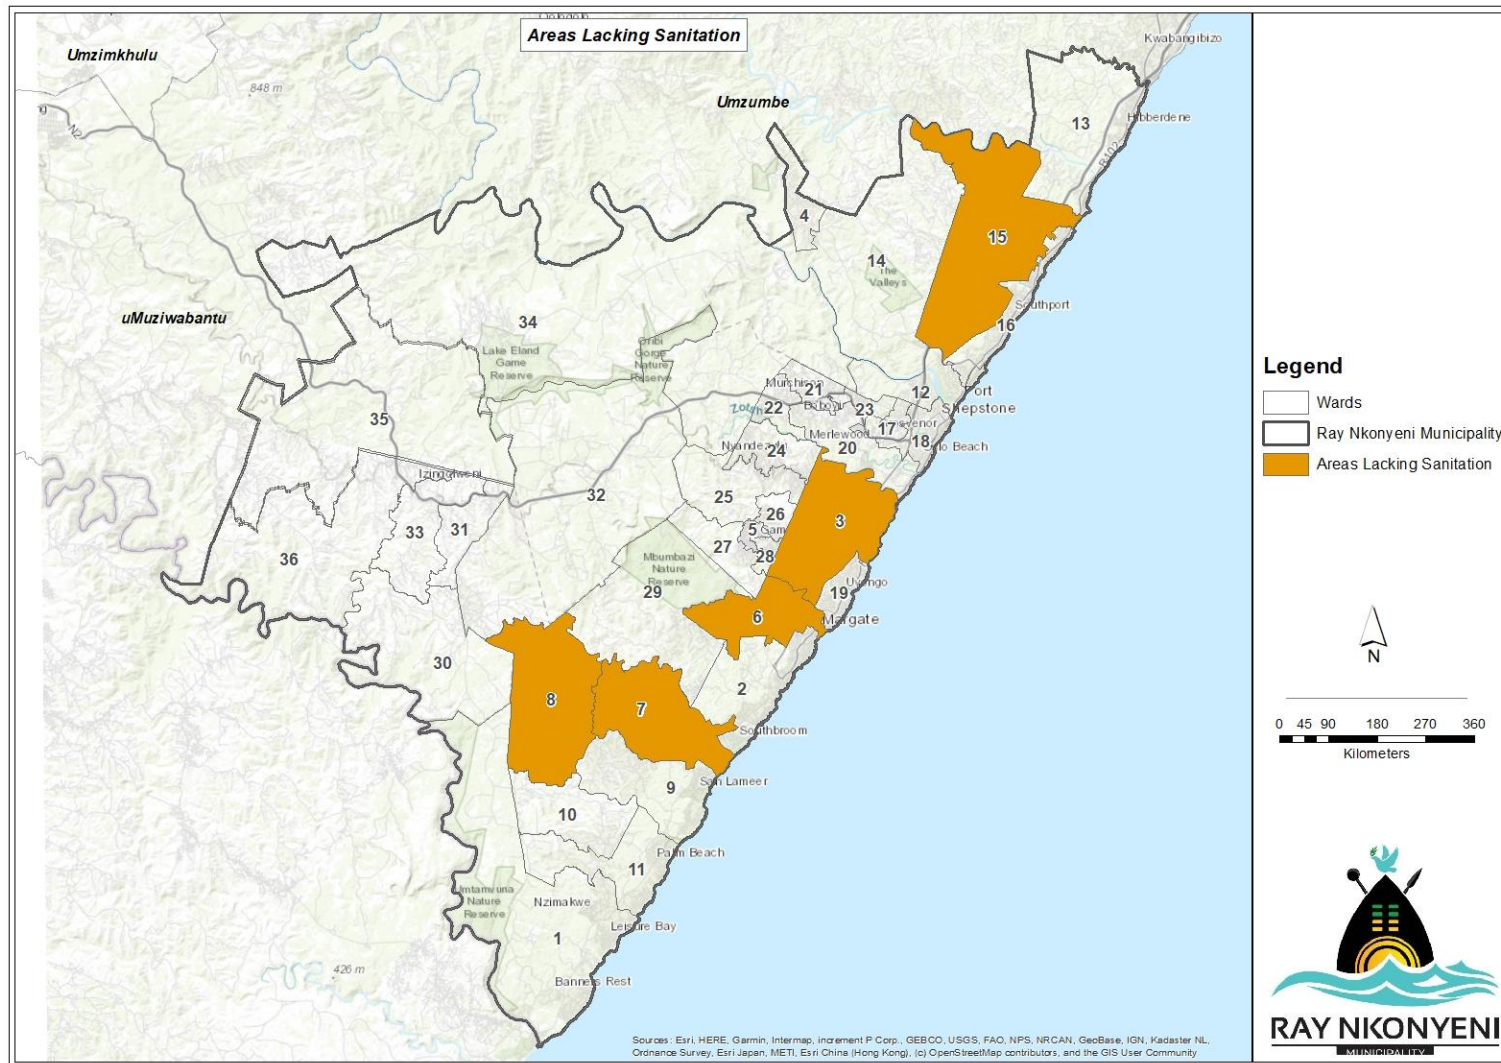 Areas Lacking Sanitation
Kwabangibizo
Umzimkhulu
848 m
N2
Umzumbe
13
Hibberdene
R102
4
15
14
The
Valleys
uMuziwabantu
Southport
16
34
Lake Eland
Game
Reserve
Oribi
Gorge
Nature
Reserve
Murchison
21
12
Port
Shepstone
22
23
35
17
Merlewood
20
18
24
Izingolweni
32
25
3
26
5
33
31
27
28
36
Mbumbazi
Nature
Reserve
29
19
Uvongo
6
Margate
30
8
7
2
Southbroom
San Lameer
9
10
Palm Beach
11
Umtamvuna
Nature
Reserve
Nzimakwe
Leisure Bay
1
426 m
Banners Rest
Legend
Wards
Ray Nkonyeni Municipality
Areas Lacking Sanitation
N
0 45 90 180 270 360
Kilometers
RAY NKONYENI
MUNICIPALITY
Sources: Esri, HERE, Garmin, Intermap, increment P Corp., GEBCO, USGS, FAO, NPS, NRCAN, GeoBase, IGN, Kadaster NL,
Ordnance Survey, Esri Japan, METI, Esri China (Hong Kong), (c) OpenStreetMap contributors, and the GIS User Community